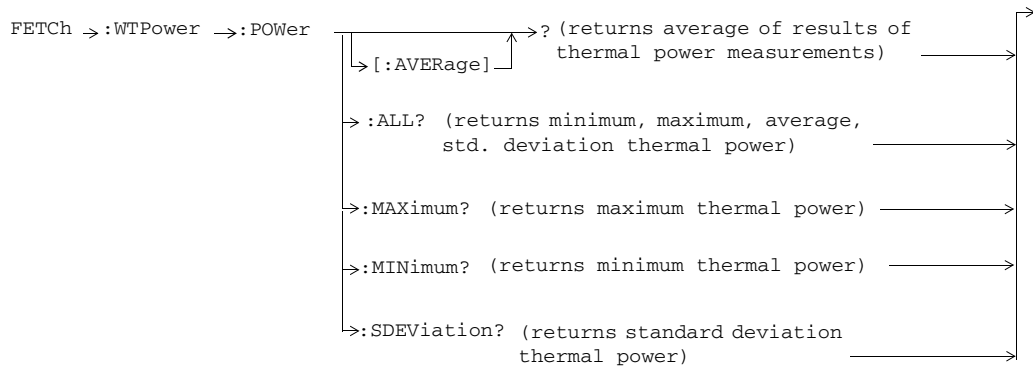 FETCh :WTPower :POWer ? (returns average of results of
thermal power measurements)
[:AVERage]
:ALL? (returns minimum, maximum, average,
std. deviation thermal power)
:MAXimum? (returns maximum thermal power)
:MINimum? (returns minimum thermal power)
:SDEViation? (returns standard deviation
thermal power)